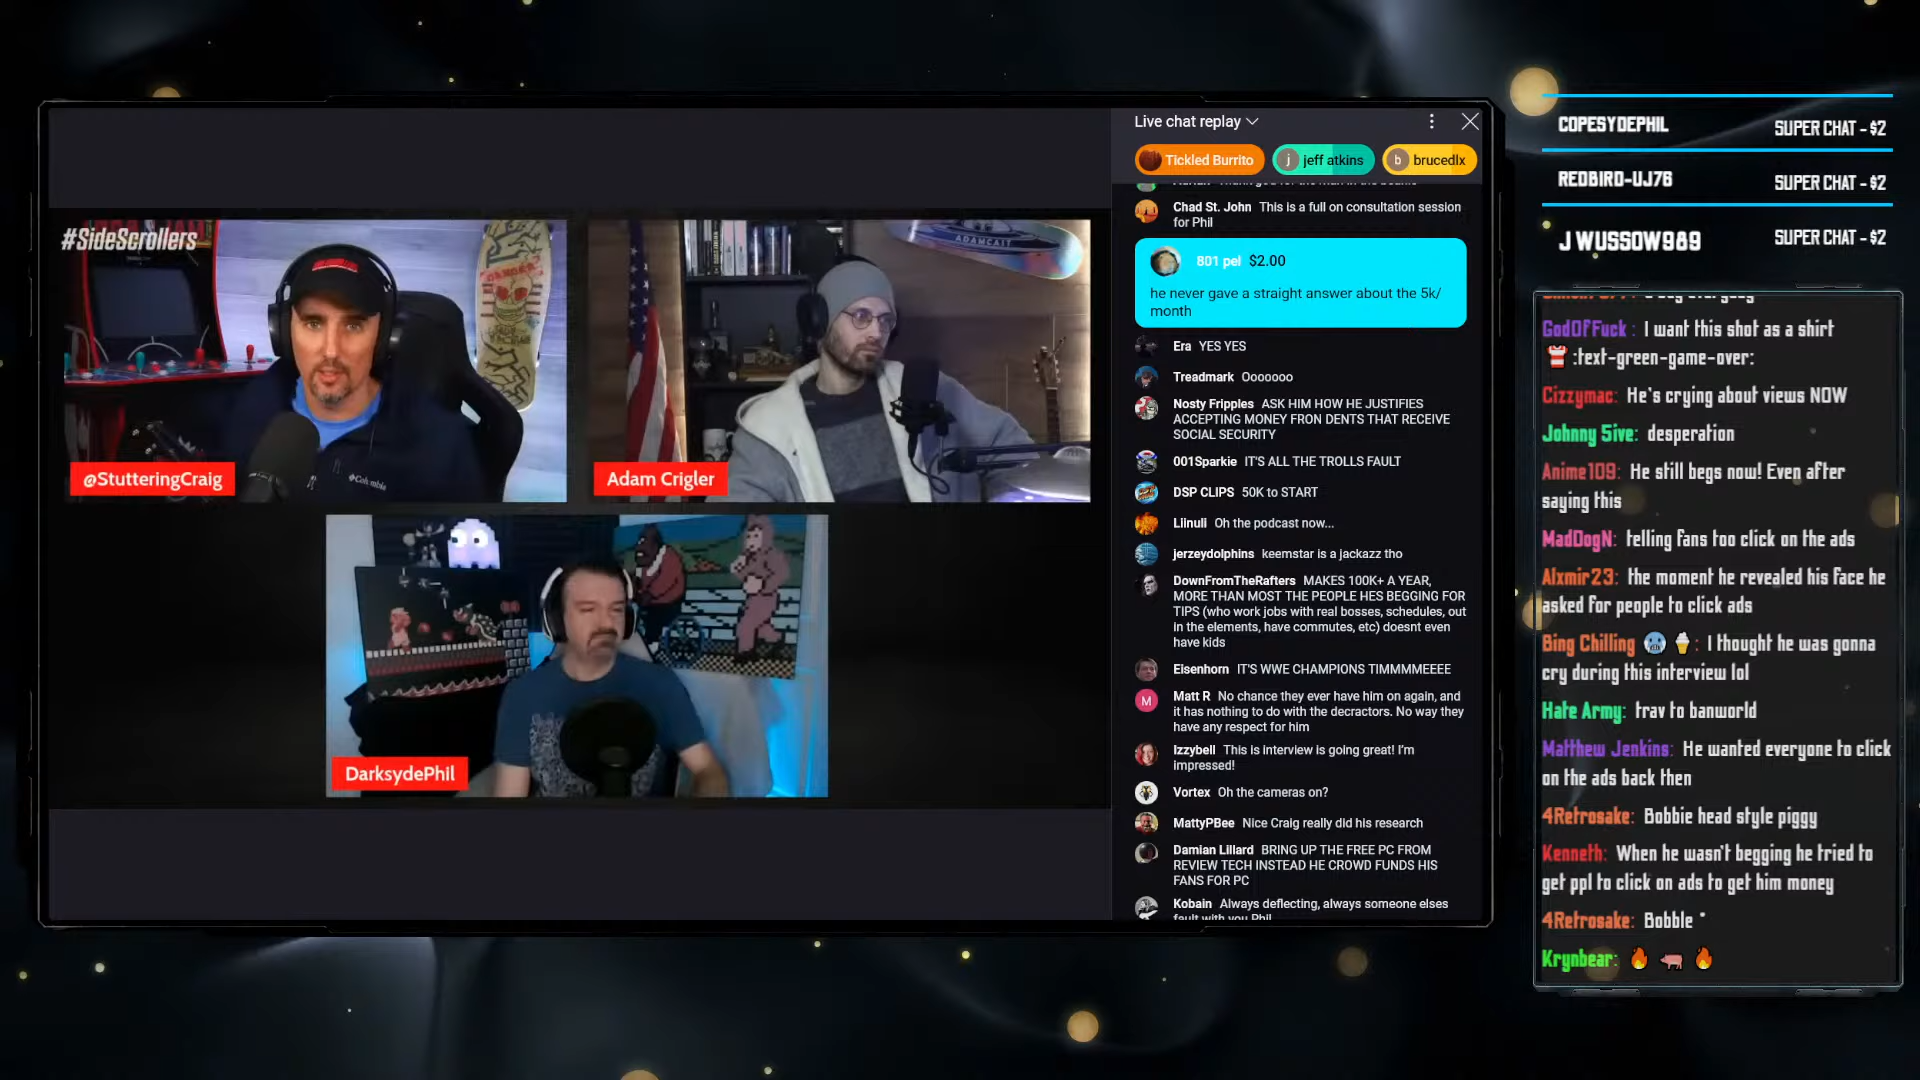 #SideScrollers
@StutteringCraig
ADAMCAIT
Adam Crigler
DarksydePhil
Live chat replay
Tickled Burrito
j jeff atkins
b brucedlx
Chad St. John This is a full on consultation session
for Phil
801 pel $2.00
he never gave a straight answer about the 5k/
month
Era YES YES
Treadmark Ooooooo
Nosty Fripples ASK HIM HOW HE JUSTIFIES
ACCEPTING MONEY FRON DENTS THAT RECEIVE
SOCIAL SECURITY
001Sparkie IT'S ALL THE TROLLS FAULT
DSP CLIPS 50K to START
Llinuli Oh the podcast now...
jerzeydolphins keemstar is a jackazz tho
DownFromTheRafters MAKES 100K+ A YEAR,
MORE THAN MOST THE PEOPLE HES BEGGING FOR
TIPS (who work jobs with real bosses, schedules, out
in the elements, have commutes, etc) doesnt even
have kids
Eisenhorn IT'S WWE CHAMPIONS TIMMMMEEEE
M Matt R No chance they ever have him on again, and
it has nothing to do with the decractors. No way they
have any respect for him
Izzybell This is interview is going great! I'm
impressed!
Vortex Oh the cameras on?
MattyPBee Nice Craig really did his research
Damian Lillard BRING UP THE FREE PC FROM
REVIEW TECH INSTEAD HE CROWD FUNDS HIS
FANS FOR PC
Kobain Always deflecting, always someone elses
fault with you Phil
COPESYDEPHIL SUPER CHAT - $2
REDBIRD-UJ76 SUPER CHAT - $2
J WUSSOW989 SUPER CHAT - $2
GodOfFuck : I want this shot as a shirt
:text-green-game-over:
Cizzymac: He's crying about views NOW
Johnny 5ive: desperation
Anime109: He still begs now! Even after
saying this
MadDogN: telling fans too click on the ads
Alxmir23: the moment he revealed his face he
asked for people to click ads
Bing Chilling 🥶 🍦 : I thought he was gonna
cry during this interview lol
Hate Army: trav to banworld
Matthew Jenkins: He wanted everyone to click
on the ads back then
4Retrosake: Bobbie head style piggy
Kenneth: When he wasn't begging he tried to
get ppl to click on ads to get him money
4Retrosake: Bobble *
Krynbear: 🔥 🐖 🔥